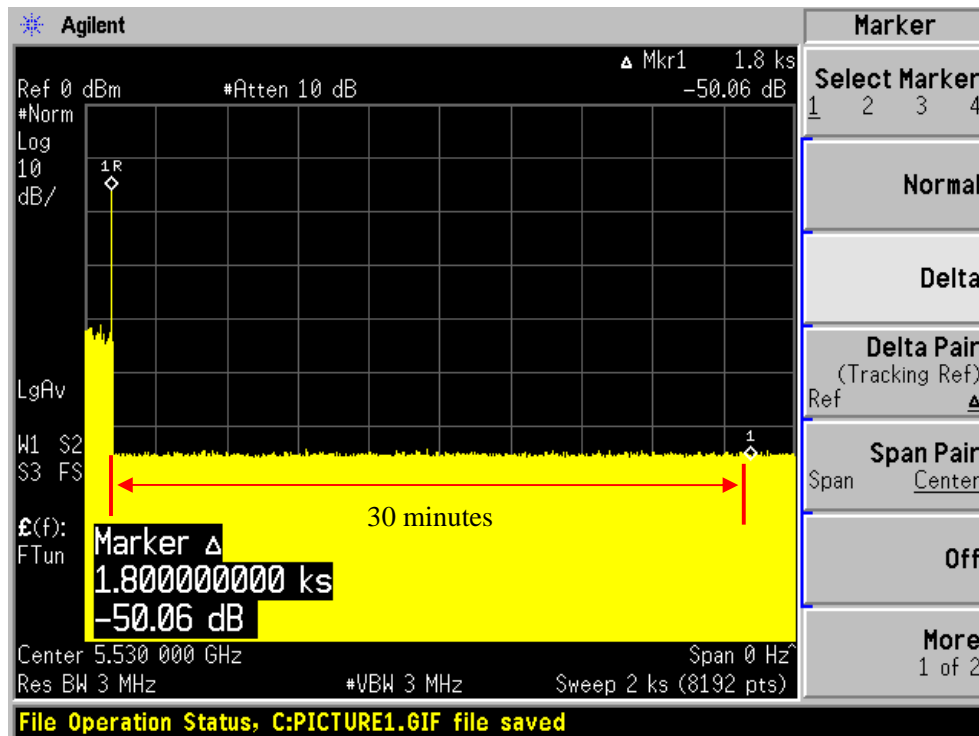 Agilent
Marker
Δ Mkr1 1.8 ks
Ref 0 dBm #Atten 10 dB -50.06 dB
#Norm
Log
10
dB/
1R
LgAv
W1 S2
S3 FS
£(f):
FTun
1
30 minutes
Marker Δ
1.800000000 ks
-50.06 dB
Center 5.530 000 GHz Span 0 Hz^
Res BW 3 MHz #VBW 3 MHz Sweep 2 ks (8192 pts)
File Operation Status, C:PICTURE1.GIF file saved
Select Marker
1 2 3 4
Normal
Delta
Delta Pair
(Tracking Ref)
Ref Δ
Span Pair
Span Center
Off
More
1 of 2